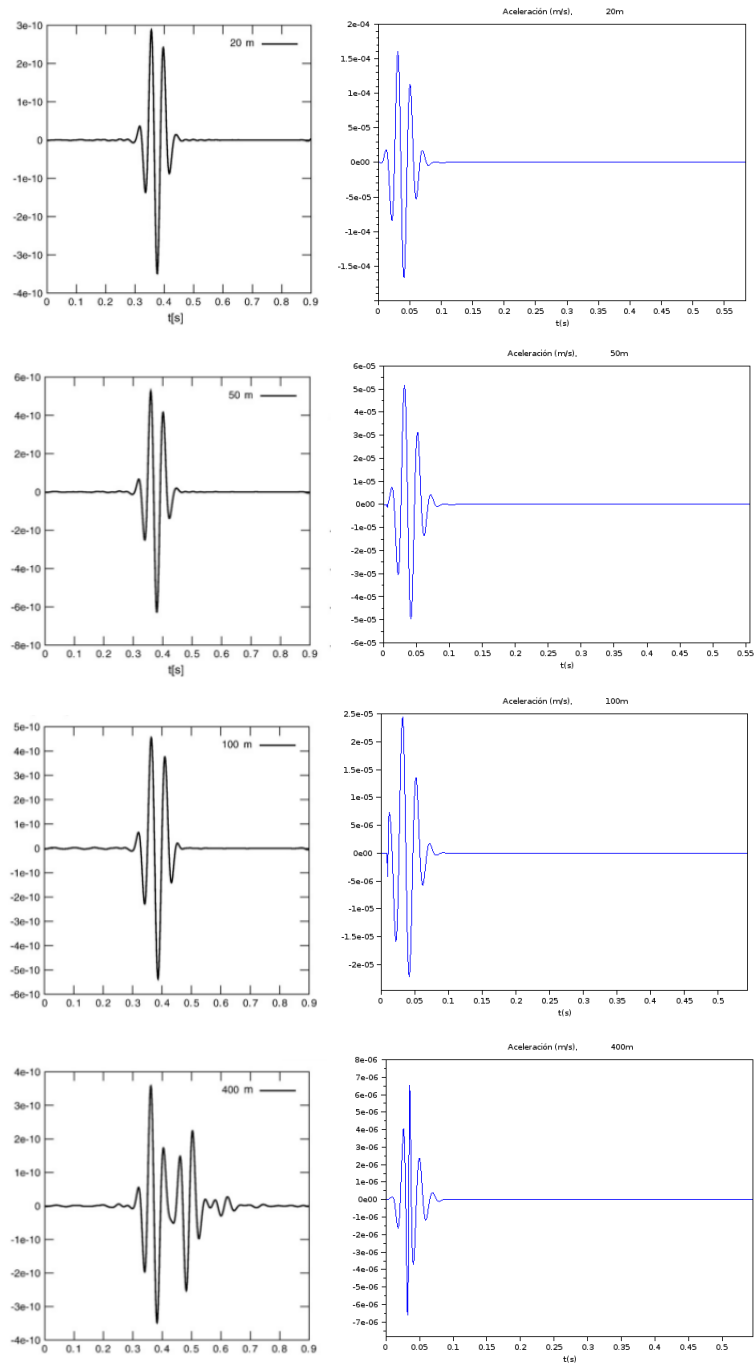 3e-10
20 m
2e-10
1e-10
0
-1e-10
-2e-10
-3e-10
-4e-10
0 0.1 0.2 0.3 0.4 0.5 0.6 0.7 0.8 0.9
t[s]
Aceleración (m/s), 20m
2e-04
1.5e-04
1e-04
5e-05
0e00
-5e-05
-1e-04
-1.5e-04
0 0.05 0.1 0.15 0.2 0.25 0.3 0.35 0.4 0.45 0.5 0.55
t(s)
6e-10
50 m
4e-10
2e-10
0
-2e-10
-4e-10
-6e-10
-8e-10
0 0.1 0.2 0.3 0.4 0.5 0.6 0.7 0.8 0.9
t[s]
Aceleración (m/s), 50m
6e-05
5e-05
4e-05
3e-05
2e-05
1e-05
0e00
-1e-05
-2e-05
-3e-05
-4e-05
-5e-05
-6e-05
0 0.05 0.1 0.15 0.2 0.25 0.3 0.35 0.4 0.45 0.5 0.55
t(s)
5e-10
100 m
4e-10
3e-10
2e-10
1e-10
0
-1e-10
-2e-10
-3e-10
-4e-10
-5e-10
-6e-10
0 0.1 0.2 0.3 0.4 0.5 0.6 0.7 0.8 0.9
Aceleración (m/s), 100m
2.5e-05
2e-05
1.5e-05
1e-05
5e-06
0e00
-5e-06
-1e-05
-1.5e-05
-2e-05
0 0.05 0.1 0.15 0.2 0.25 0.3 0.35 0.4 0.45 0.5
t(s)
4e-10
400 m
3e-10
2e-10
1e-10
0
-1e-10
-2e-10
-3e-10
-4e-10
0 0.1 0.2 0.3 0.4 0.5 0.6 0.7 0.8 0.9
Aceleración (m/s), 400m
8e-06
7e-06
6e-06
5e-06
4e-06
3e-06
2e-06
1e-06
0e00
-1e-06
-2e-06
-3e-06
-4e-06
-5e-06
-6e-06
-7e-06
0 0.05 0.1 0.15 0.2 0.25 0.3 0.35 0.4 0.45 0.5
t(s)